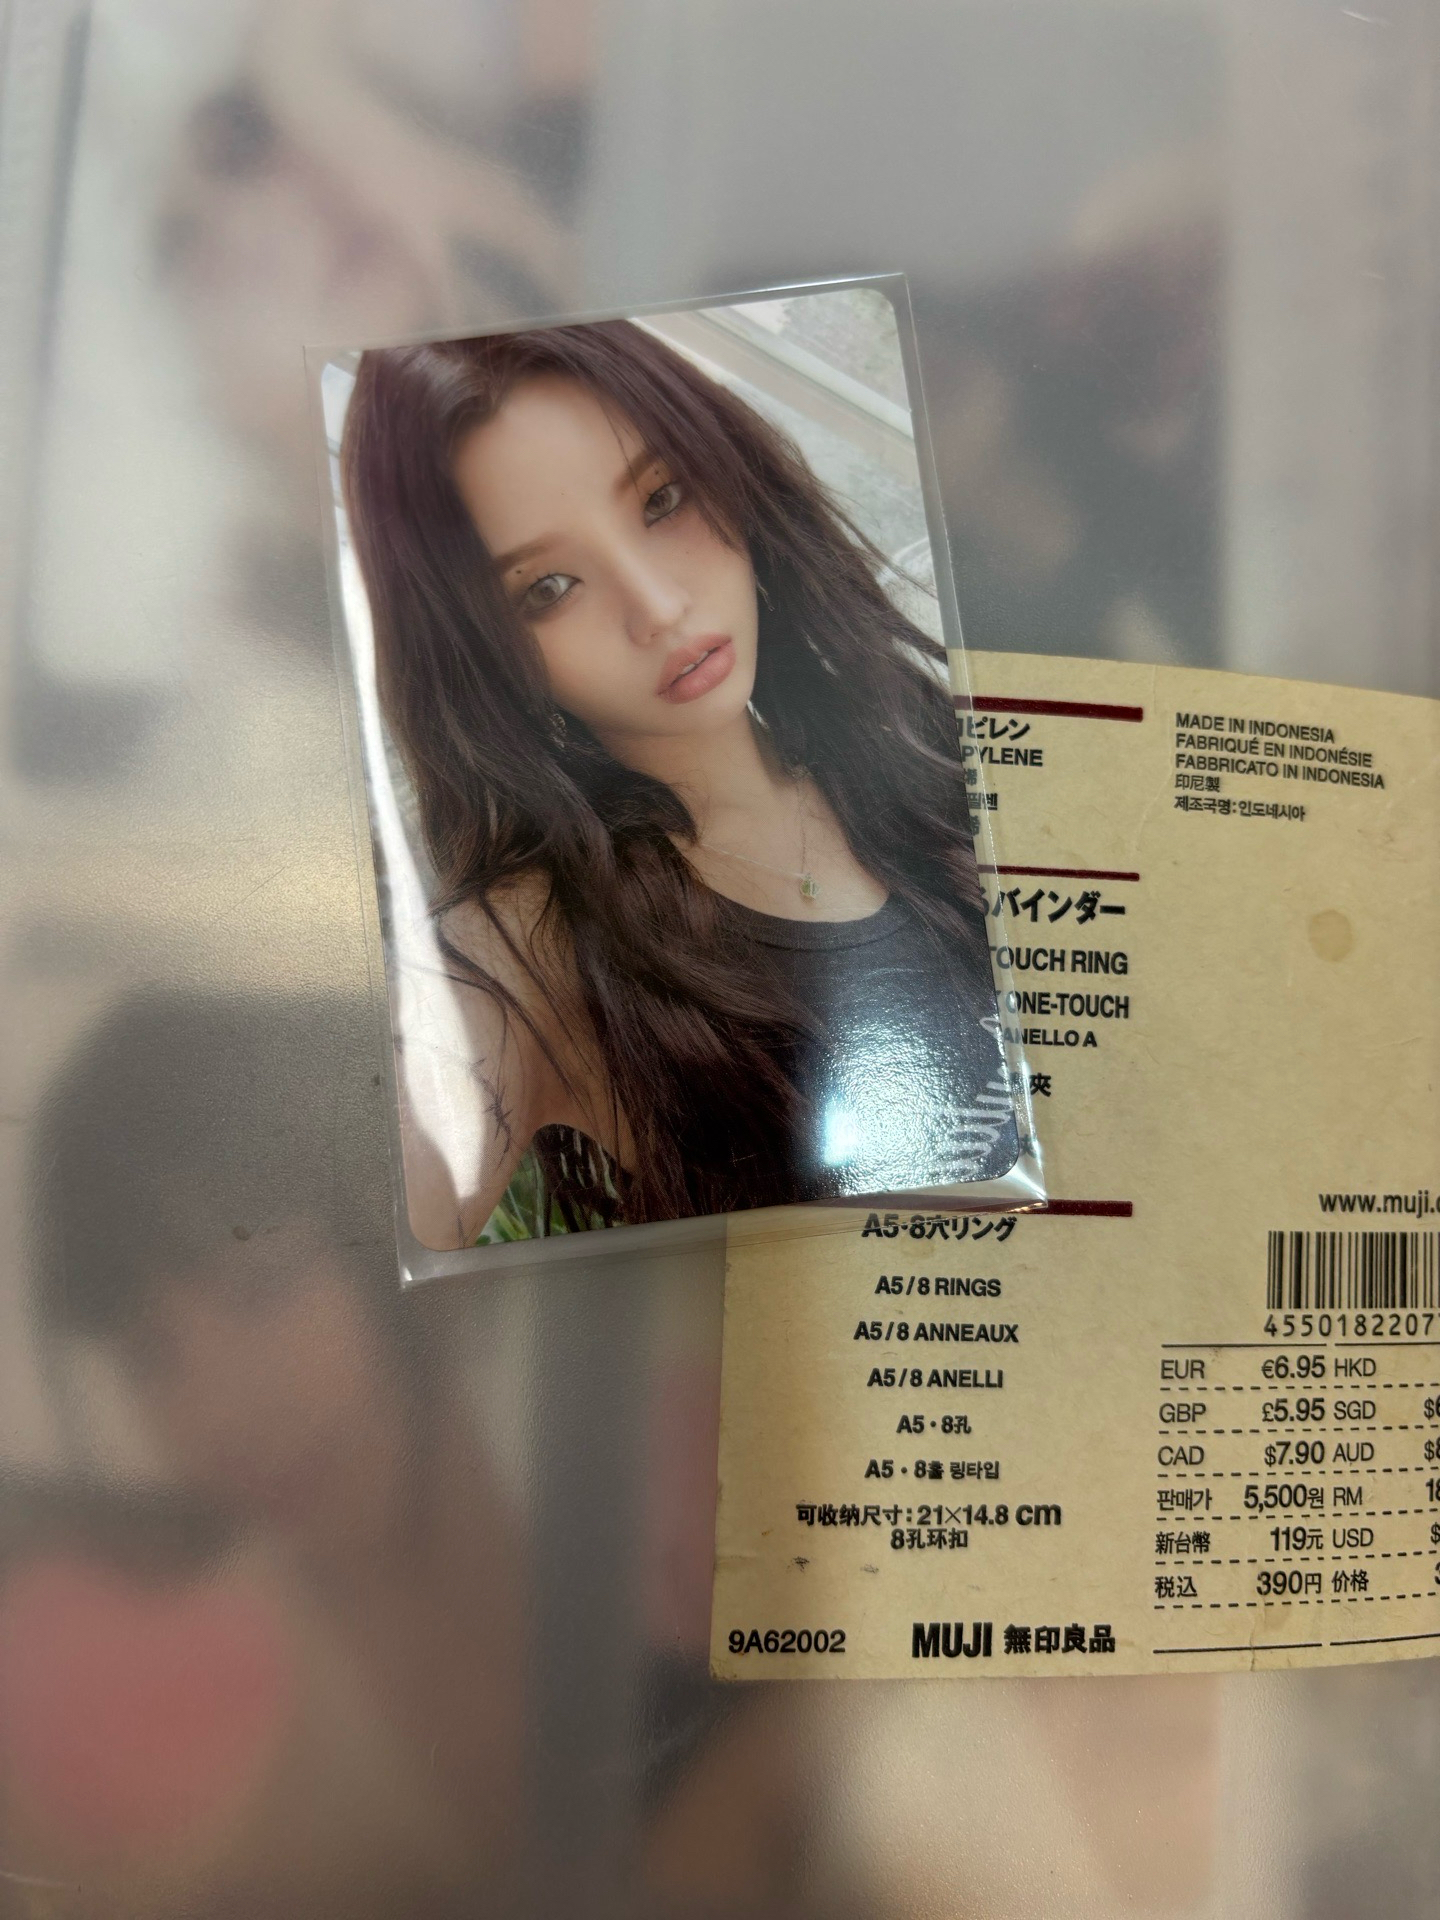 ピレン
PYLENE
MADE IN INDONESIA
FABRIQUÉ EN INDONÉSIE
FABBRICATO IN INDONESIA
印尼製
제조국명:인도네시아
バインダー
TOUCH RING
ONE-TOUCH
ANELLO A
夾
A5・8穴リング
A5/8 RINGS
A5/8 ANNEAUX
A5/8 ANELLI
A5・8孔
A5・8홀 링타입
可收纳尺寸:21×14.8 cm
8孔环扣
9A62002
MUJI 無印良品
www.muji.
455018220
EUR €6.95 HKD
GBP £5.95 SGD
CAD $7.90 AUD
판매가 5,500원 RM
新台幣 119元 USD
税込 390円 价格